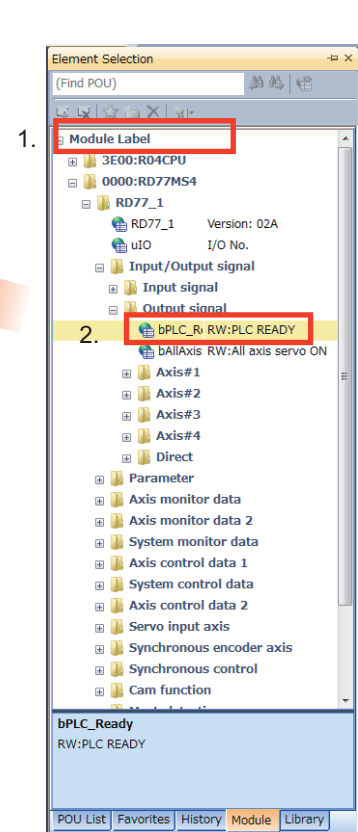 Element Selection
(Find POU)
1.
Module Label
3E00:R04CPU
0000:RD77MS4
RD77_1
RD77_1 Version: 02A
uIO I/O No.
Input/Output signal
Input signal
Output signal
2.
bPLC_R RW:PLC READY
bAllAxis RW:All axis servo ON
Axis#1
Axis#2
Axis#3
Axis#4
Direct
Parameter
Axis monitor data
Axis monitor data 2
System monitor data
Axis control data 1
System control data
Axis control data 2
Servo input axis
Synchronous encoder axis
Synchronous control
Cam function
bPLC_Ready
RW:PLC READY
POU List Favorites History Module Library